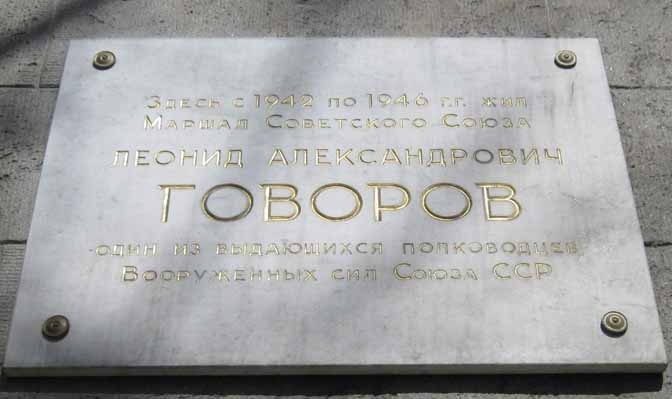 Здесь с 1942 по 1946 г.г. жил
Маршал Советского Союза
ЛЕОНИД АЛЕКСАНДРОВИЧ
ГОВОРОВ
-один из выдающихся полководцев
Вооруженных сил Союза ССР